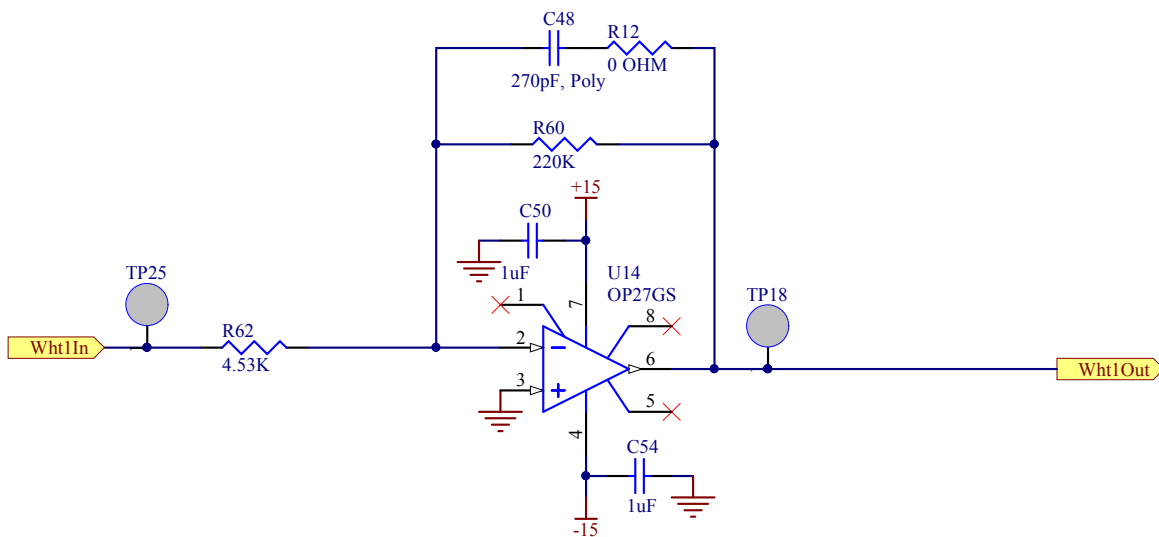 C48
R12
0 OHM
270pF, Poly
R60
220K
+15
C50
1uF
TP25
U14
OP27GS
TP18
1
7
8
R62
4.53K
Wht1In
2
6
Wht1Out
3
5
4
C54
1uF
-15